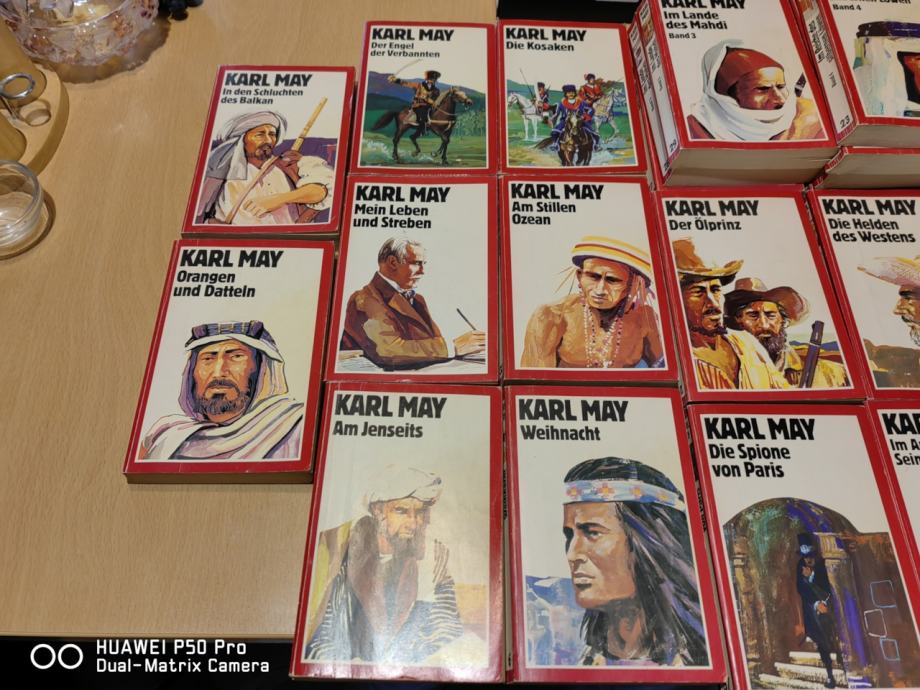 KARL MAY
Der Engel
der Verbannten
KARL MAY
Die Kosaken
KARL MAY
Im Lande
des Mahdi
Band 3
Band 4
23
KARL MAY
In den Schluchten
des Balkan
KARL MAY
Mein Leben
und Streben
KARL MAY
Am Stillen
Ozean
KARL MAY
Der Ölprinz
KARL MAY
Die Helden
des Westens
KARL MAY
Orangen
und Datteln
KARL MAY
Am Jenseits
KARL MAY
Weihnacht
KARL MAY
Die Spione
von Paris
HUAWEI P50 Pro
Dual-Matrix Camera